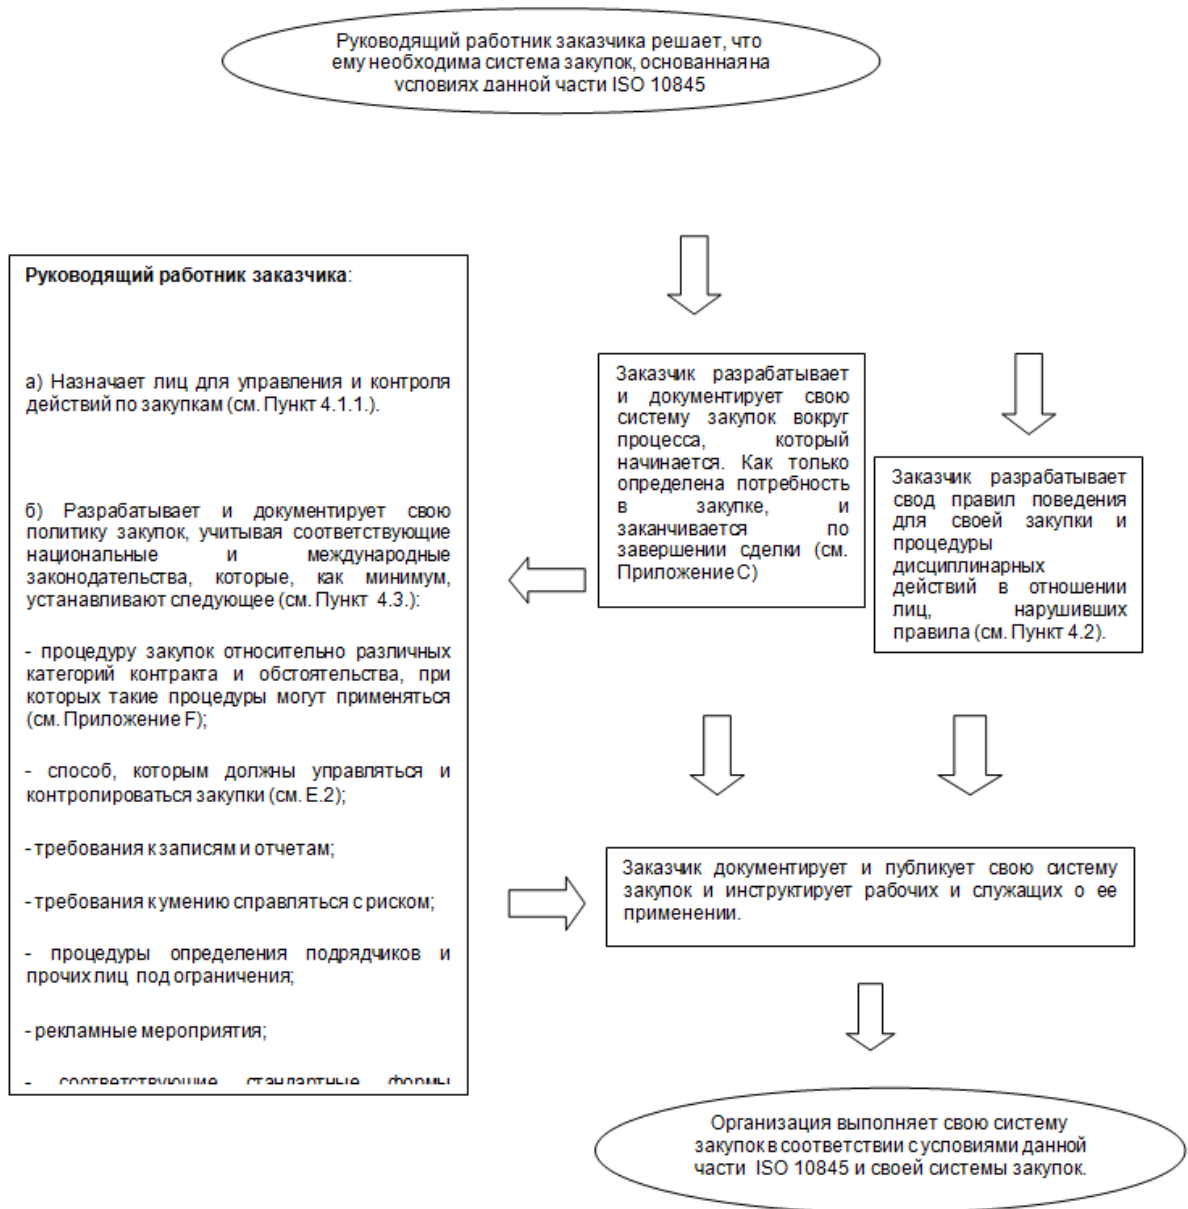 Руководящий работник заказчика решает, что
ему необходима система закупок, основанная на
условиях данной части ISO 10845
Руководящий работник заказчика:
а) Назначает лиц для управления и контроля
действий по закупкам (см. Пункт 4.1.1.).
б) Разрабатывает и документирует свою
политику закупок, учитывая соответствующие
национальные и международные
законодательства, которые, как минимум,
устанавливают следующее (см. Пункт 4.3.):
- процедуру закупок относительно различных
категорий контракта и обстоятельства, при
которых такие процедуры могут применяться
(см. Приложение F);
- способ, которым должны управляться и
контролироваться закупки (см. Е.2);
- требования к записям и отчетам;
- требования к умению справляться с риском;
- процедуры определения подрядчиков и
прочих лиц под ограничения;
- рекламные мероприятия;
- соответствующие стандартные формы
Заказчик разрабатывает
и документирует свою
систему закупок вокруг
процесса, который
начинается. Как только
определена потребность
в закупке, и
заканчивается по
завершении сделки (см.
Приложение С)
Заказчик разрабатывает
свод правил поведения
для своей закупки и
процедуры
дисциплинарных
действий в отношении
лиц, нарушивших
правила (см. Пункт 4.2).
Заказчик документирует и публикует свою систему
закупок и инструктирует рабочих и служащих о ее
применении.
Организация выполняет свою систему
закупок в соответствии с условиями данной
части ISO 10845 и своей системы закупок.